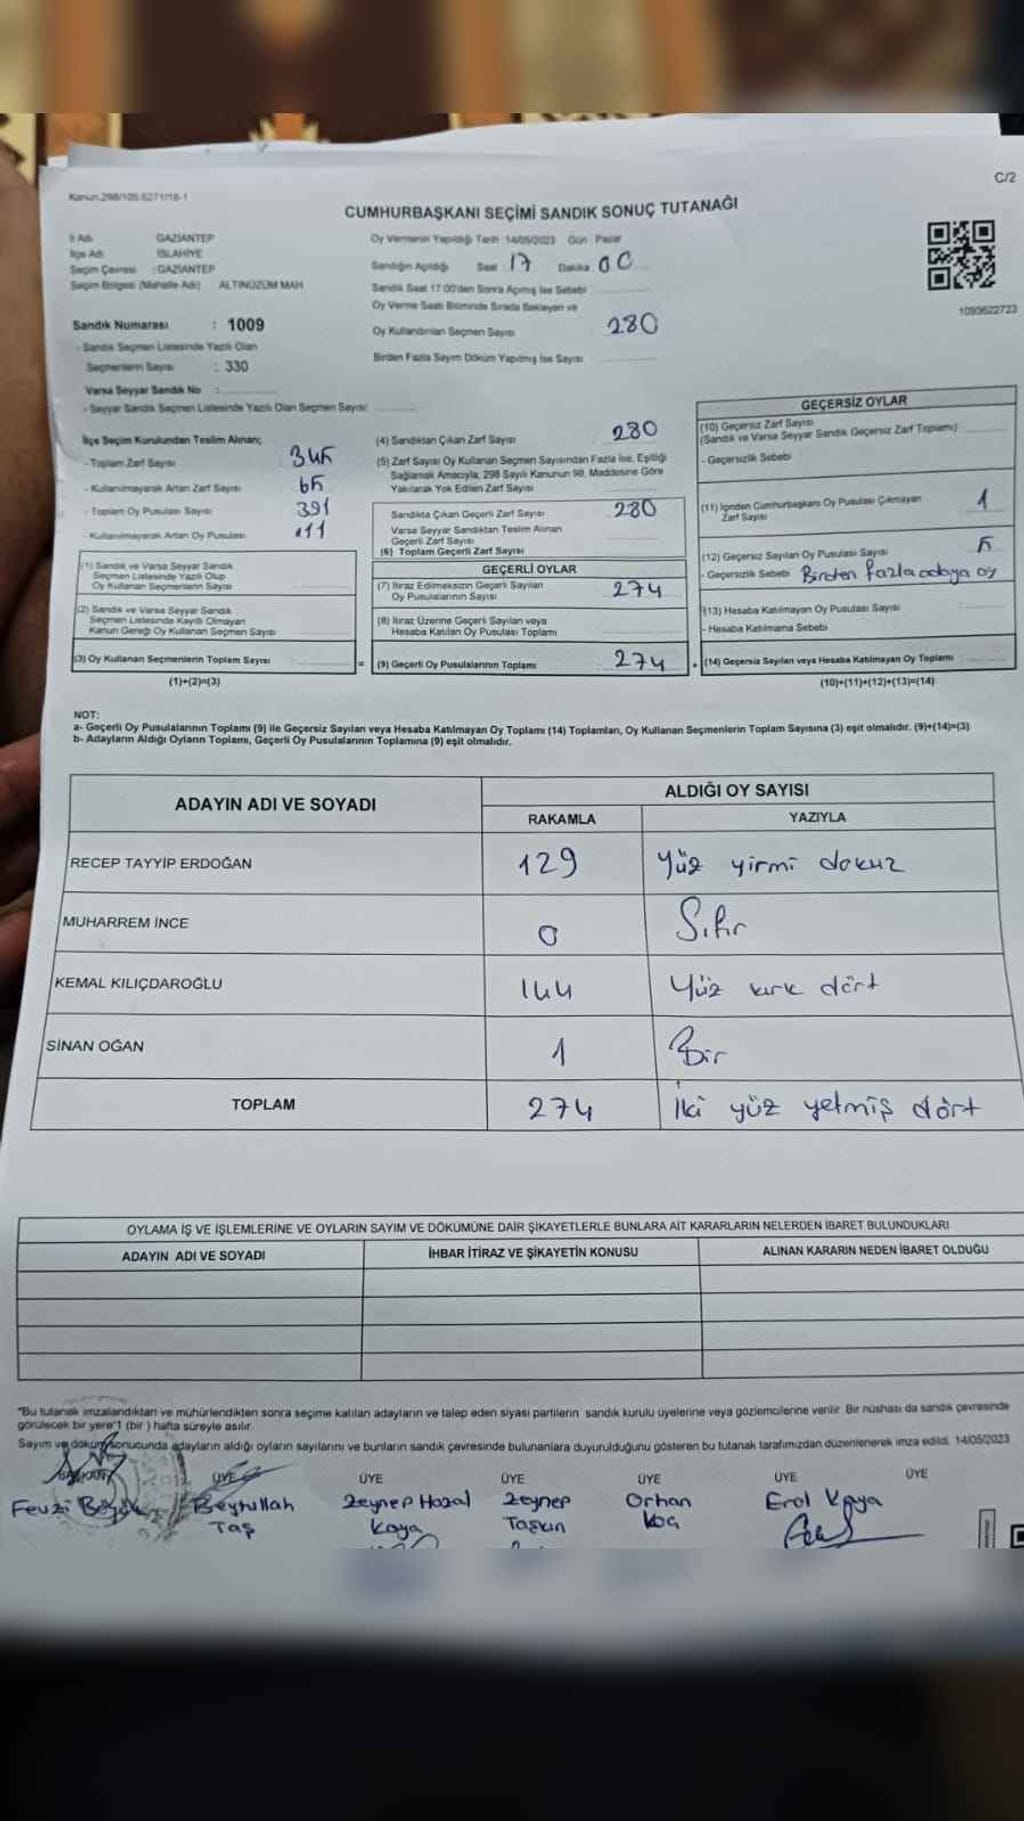 C/2
Kanun.298/105 6271/18-1
CUMHURBAŞKANI SEÇİMİ SANDIK SONUÇ TUTANAĞI
İl Adı GAZİANTEP
İlçe Adı İSLAHİYE
Seçim Çevresi : GAZİANTEP
Seçim Bölgesi (Mahalle Adı) ALTINÜZÜM MAH
Oy Vermenin Yapıldığı Tarih 14/05/2023 Gün Pazar
Sandığın Açıldığı Saat 17 Dakika 00
Sandık Saat 17:00'den Sonra Açılmış İse Sebebi
Oy Verme Saati Bitiminde Sırada Bekleyen ve
Oy Kullandırılan Seçmen Sayısı 280
Birden Fazla Sayım Döküm Yapılmış İse Sayısı
1093622723
Sandık Numarası : 1009
- Sandık Seçmen Listesinde Yazılı Olan
Seçmenlerin Sayısı : 330
Varsa Seyyar Sandık No :
- Seyyar Sandık Seçmen Listesinde Yazılı Olan Seçmen Sayısı
İlçe Seçim Kurulundan Teslim Alınan;
- Toplam Zarf Sayısı 345
- Kullanılmayarak Artan Zarf Sayısı 65
- Toplam Oy Pusulası Sayısı 391
- Kullanılmayarak Artan Oy Pusulası 111
(1) Sandık ve Varsa Seyyar Sandık
Seçmen Listesinde Yazılı Olup
Oy Kullanan Seçmenlerin Sayısı
(2) Sandık ve Varsa Seyyar Sandık
Seçmen Listesinde Kayıtlı Olmayan
Kanun Gereği Oy Kullanan Seçmen Sayısı
(3) Oy Kullanan Seçmenlerin Toplam Sayısı =
(1)+(2)=(3)
(4) Sandıktan Çıkan Zarf Sayısı 280
(5) Zarf Sayısı Oy Kullanan Seçmen Sayısından Fazla İse, Eşitliği
Sağlamak Amacıyla, 298 Sayılı Kanunun 98. Maddesine Göre
Yakılarak Yok Edilen Zarf Sayısı
Sandıkta Çıkan Geçerli Zarf Sayısı 280
Varsa Seyyar Sandıktan Teslim Alınan
Geçerli Zarf Sayısı
(6) Toplam Geçerli Zarf Sayısı
GEÇERLİ OYLAR
(7) İtiraz Edilmeksizin Geçerli Sayılan
Oy Pusulalarının Sayısı 274
(8) İtiraz Üzerine Geçerli Sayılan veya
Hesaba Katılan Oy Pusulası Toplamı
(9) Geçerli Oy Pusulalarının Toplamı 274 +
GEÇERSİZ OYLAR
(10) Geçersiz Zarf Sayısı
(Sandık ve Varsa Seyyar Sandık Geçersiz Zarf Toplamı)
- Geçersizlik Sebebi
(11) İçinden Cumhurbaşkanı Oy Pusulası Çıkmayan
Zarf Sayısı 1
(12) Geçersiz Sayılan Oy Pusulası Sayısı 5
- Geçersizlik Sebebi Birden fazla adaya oy
(13) Hesaba Katılmayan Oy Pusulası Sayısı
- Hesaba Katılmama Sebebi
(14) Geçersiz Sayılan veya Hesaba Katılmayan Oy Toplamı
(10)+(11)+(12)+(13)=(14)
NOT:
a- Geçerli Oy Pusulalarının Toplamı (9) ile Geçersiz Sayılan veya Hesaba Katılmayan Oy Toplamı (14) Toplamları, Oy Kullanan Seçmenlerin Toplam Sayısına (3) eşit olmalıdır. (9)+(14)=(3)
b- Adayların Aldığı Oyların Toplamı, Geçerli Oy Pusulalarının Toplamına (9) eşit olmalıdır.
ADAYIN ADI VE SOYADI ALDIĞI OY SAYISI
RAKAMLA YAZIYLA
RECEP TAYYİP ERDOĞAN 129 Yüz yirmi dokuz
MUHARREM İNCE 0 Sıfır
KEMAL KILIÇDAROĞLU 144 Yüz kırk dört
SİNAN OĞAN 1 Bir
TOPLAM 274 İki yüz yetmiş dört
OYLAMA İŞ VE İŞLEMLERİNE VE OYLARIN SAYIM VE DÖKÜMÜNE DAİR ŞİKAYETLERLE BUNLARA AİT KARARLARIN NELERDEN İBARET BULUNDUKLARI
ADAYIN ADI VE SOYADI İHBAR İTİRAZ VE ŞİKAYETİN KONUSU ALINAN KARARIN NEDEN İBARET OLDUĞU
"Bu tutanak imzalandıktan ve mühürlendikten sonra seçime katılan adayların ve talep eden siyasi partilerin sandık kurulu üyelerine veya gözlemcilerine verilir. Bir nüshası da sandık çevresinde
görülecek bir yere 1 (bir) hafta süreyle asılır.
Sayım ve döküm sonucunda adayların aldığı oyların sayılarını ve bunların sandık çevresinde bulunanlara duyurulduğunu gösteren bu tutanak tarafımızdan düzenlenerek imza edildi. 14/05/2023
BAŞKAN ÜYE ÜYE ÜYE ÜYE ÜYE ÜYE
Fevzi Beytullah Zeynep Hazal Zeynep Orhan Erol Kaya
Taş Kaya Taşkın Koç